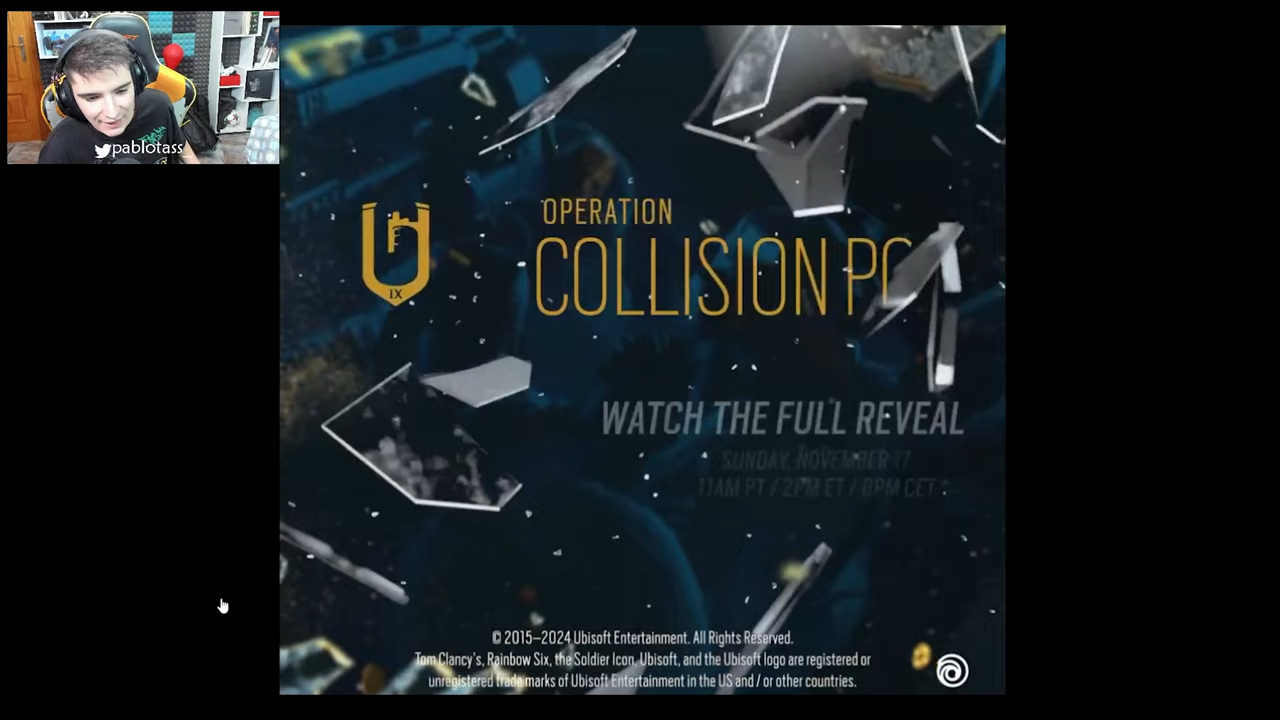 pablotass
OPERATION
COLLISION PO
IX
WATCH THE FULL REVEAL
SUNDAY, NOVEMBER 17
11AM PT / 2PM ET / 8PM CET
© 2015–2024 Ubisoft Entertainment. All Rights Reserved.
Tom Clancy's, Rainbow Six, the Soldier Icon, Ubisoft, and the Ubisoft logo are registered or
unregistered trade marks of Ubisoft Entertainment in the US and / or other countries.